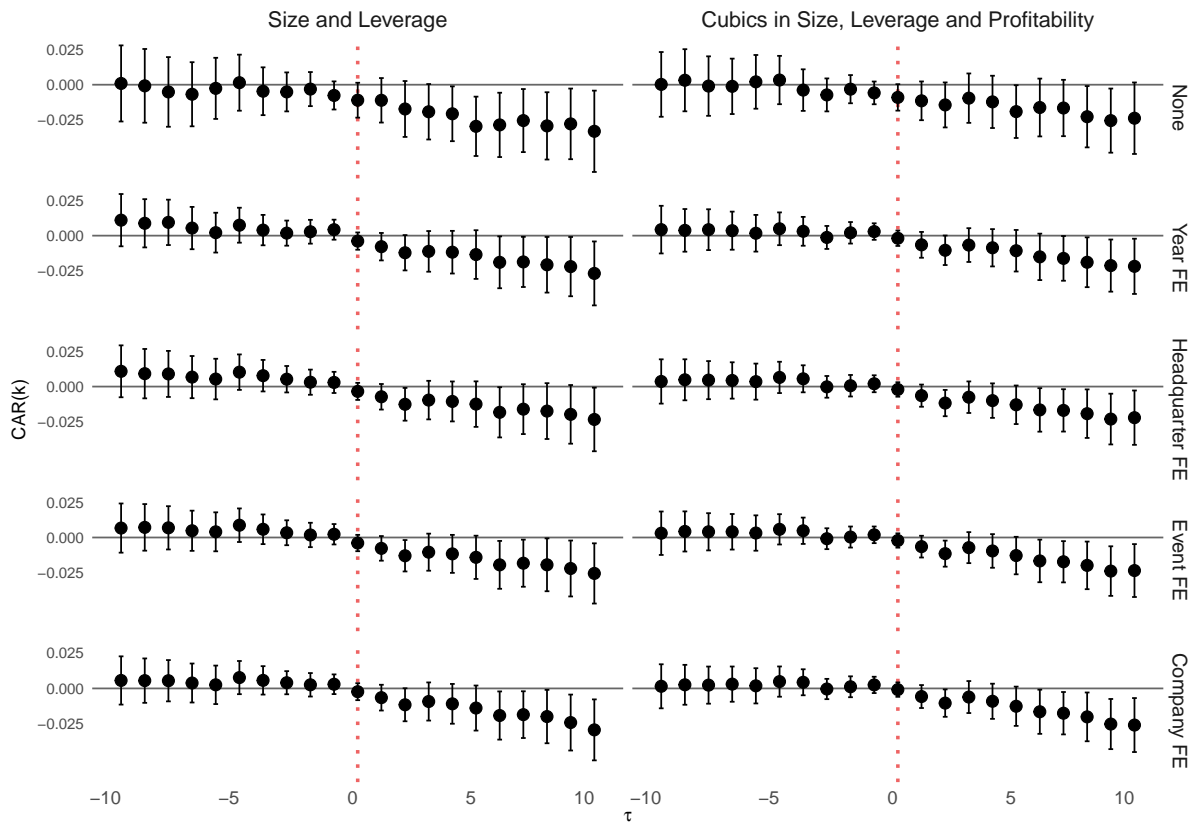 Size and Leverage
Cubics in Size, Leverage and Profitability
0.025
0.000
−0.025
None
0.025
0.000
−0.025
Year FE
0.025
0.000
−0.025
Headquarter FE
0.025
0.000
−0.025
Event FE
0.025
0.000
−0.025
Company FE
CAR(k)
−10 −5 0 5 10
−10 −5 0 5 10
τ